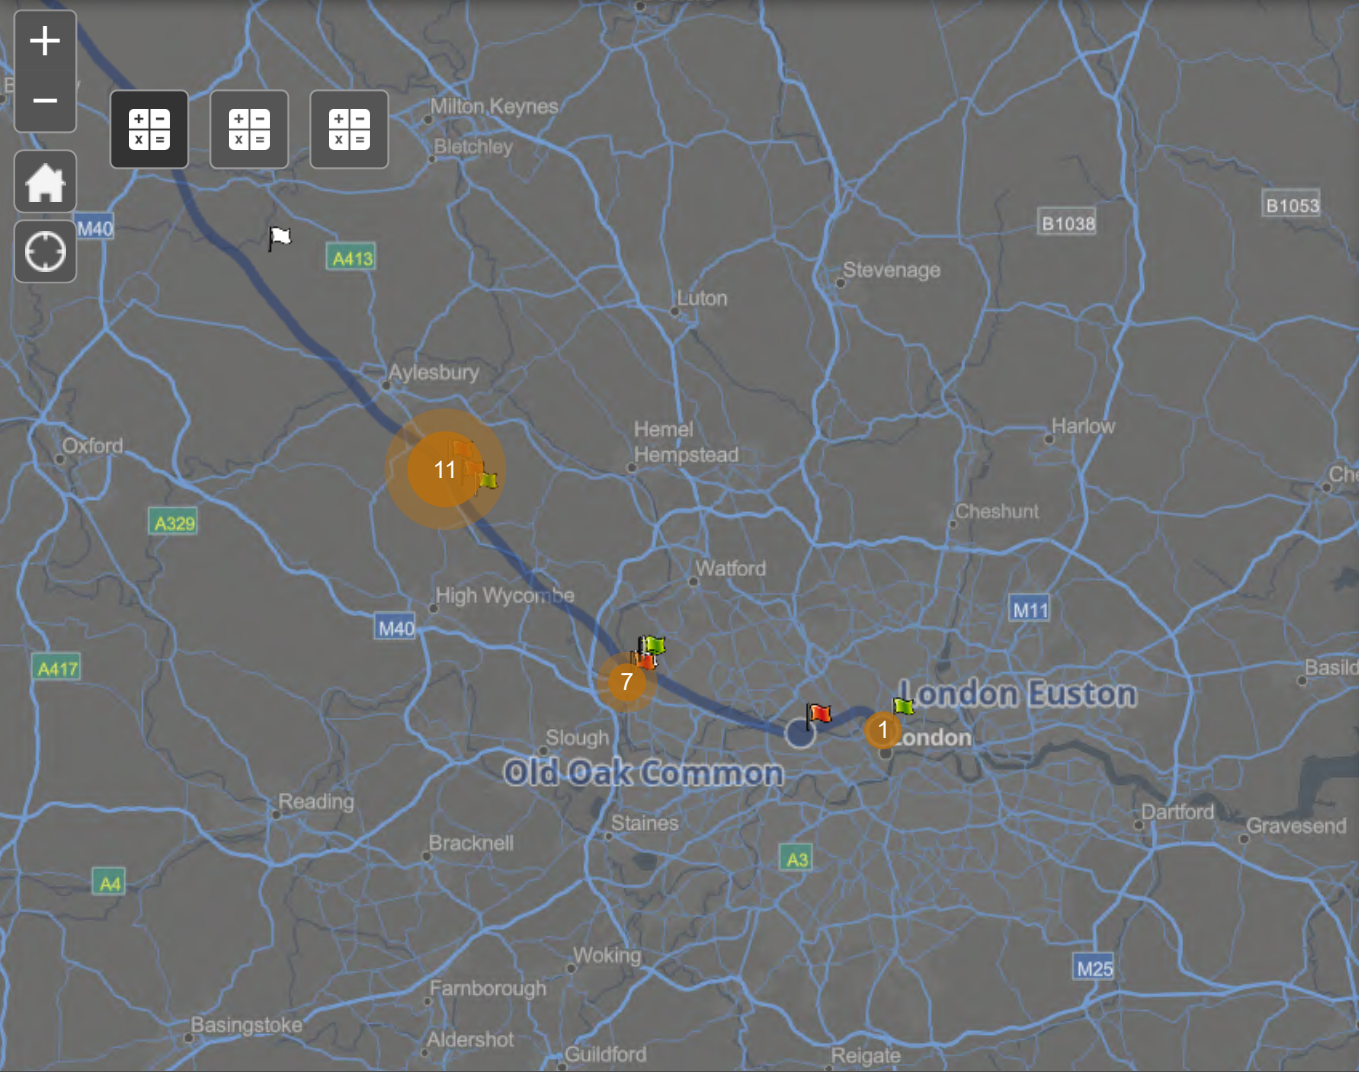 +
−
Milton Keynes
Bletchley
M40
A413
B1038
B1053
Stevenage
Luton
Aylesbury
Oxford
Hemel
Hempstead
Harlow
11
A329
Cheshunt
Watford
High Wycombe
M40
M11
A417
7
London Euston
1
London
Slough
Old Oak Common
Reading
Staines
Dartford
Gravesend
Bracknell
A3
A4
Woking
M25
Farnborough
Basingstoke
Aldershot
Guildford
Reigate